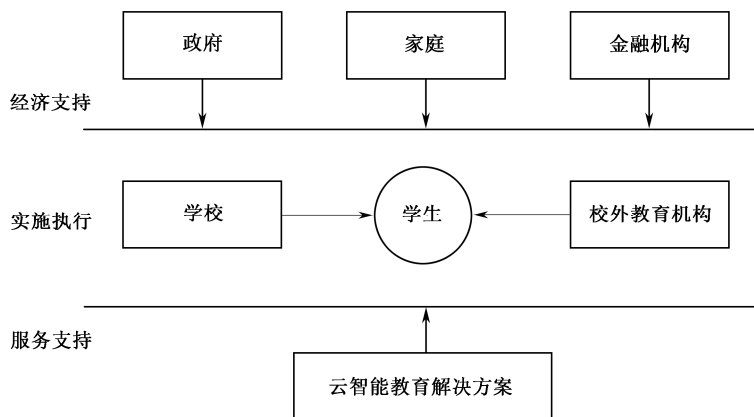 政府
家庭
金融机构
经济支持
学校
学生
校外教育机构
实施执行
服务支持
云智能教育解决方案